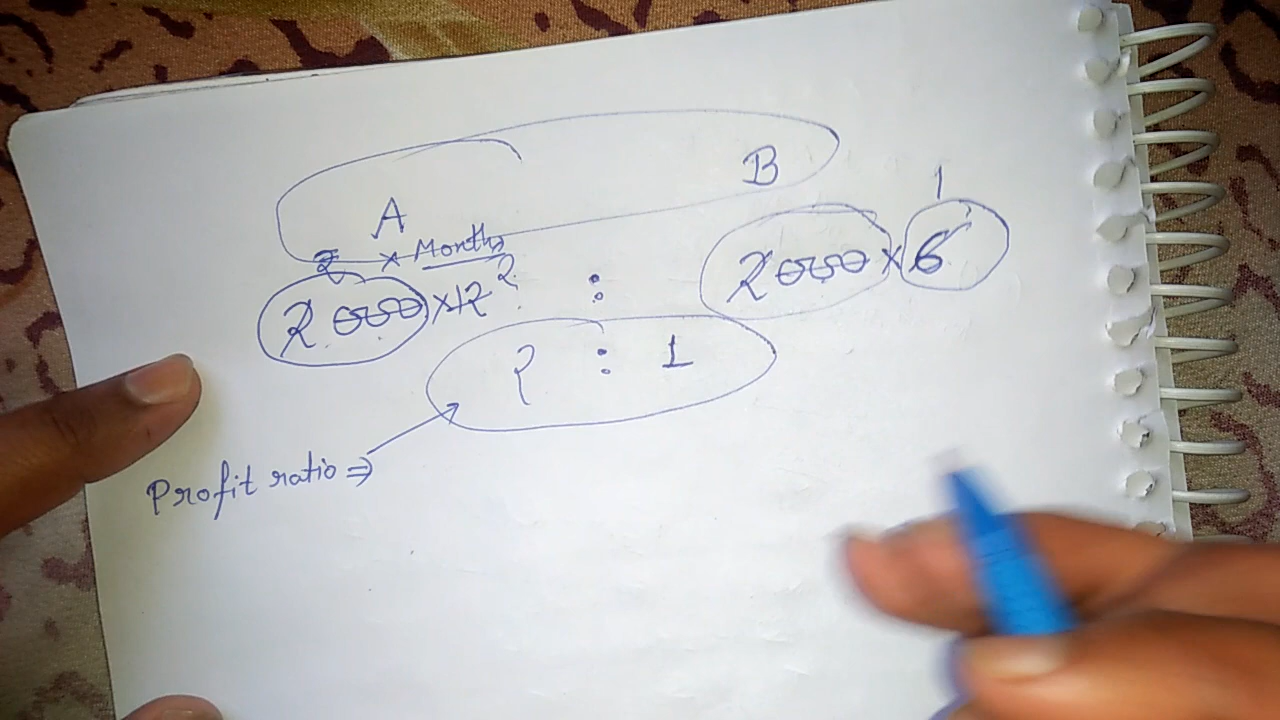 A B
₹ × Months 1
2000 × 12 2 : 2000 × 6
2 : 1
Profit ratio ⇒